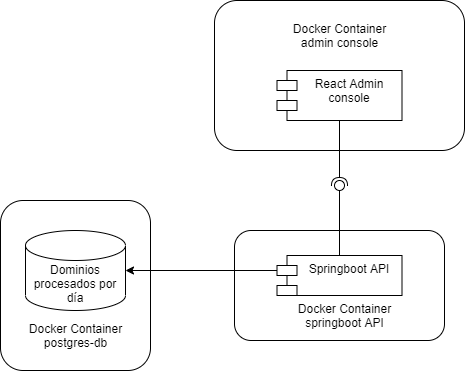 Docker Container
admin console
React Admin
console
Springboot API
Docker Container
springboot API
Dominios
procesados por
día
Docker Container
postgres-db